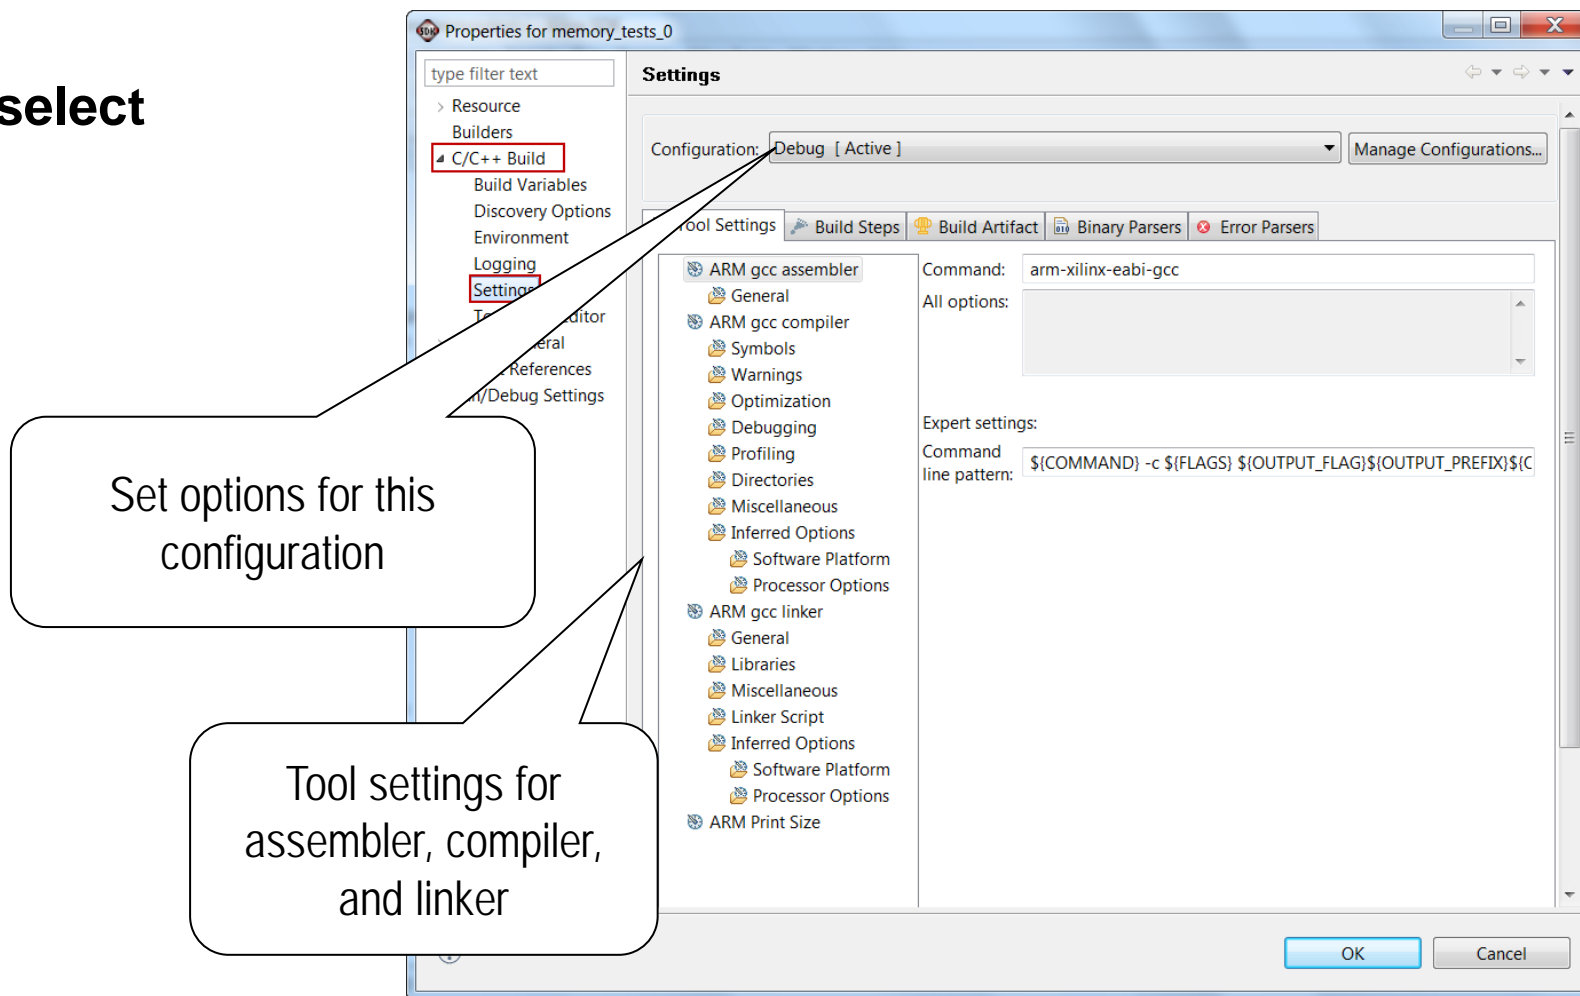 select
Properties for memory_tests_0
type filter text
Resource
Builders
C/C++ Build
Build Variables
Discovery Options
Environment
Logging
Settings
References
/Debug Settings
Settings
Configuration: Debug [ Active ]
Manage Configurations...
Tool Settings Build Steps Build Artifact Binary Parsers Error Parsers
ARM gcc assembler
General
ARM gcc compiler
Symbols
Warnings
Optimization
Debugging
Profiling
Directories
Miscellaneous
Inferred Options
Software Platform
Processor Options
ARM gcc linker
General
Libraries
Miscellaneous
Linker Script
Inferred Options
Software Platform
Processor Options
ARM Print Size
Command: arm-xilinx-eabi-gcc
All options:
Expert settings:
Command
line pattern: ${COMMAND} -c ${FLAGS} ${OUTPUT_FLAG}${OUTPUT_PREFIX}${C
Set options for this
configuration
Tool settings for
assembler, compiler,
and linker
OK Cancel